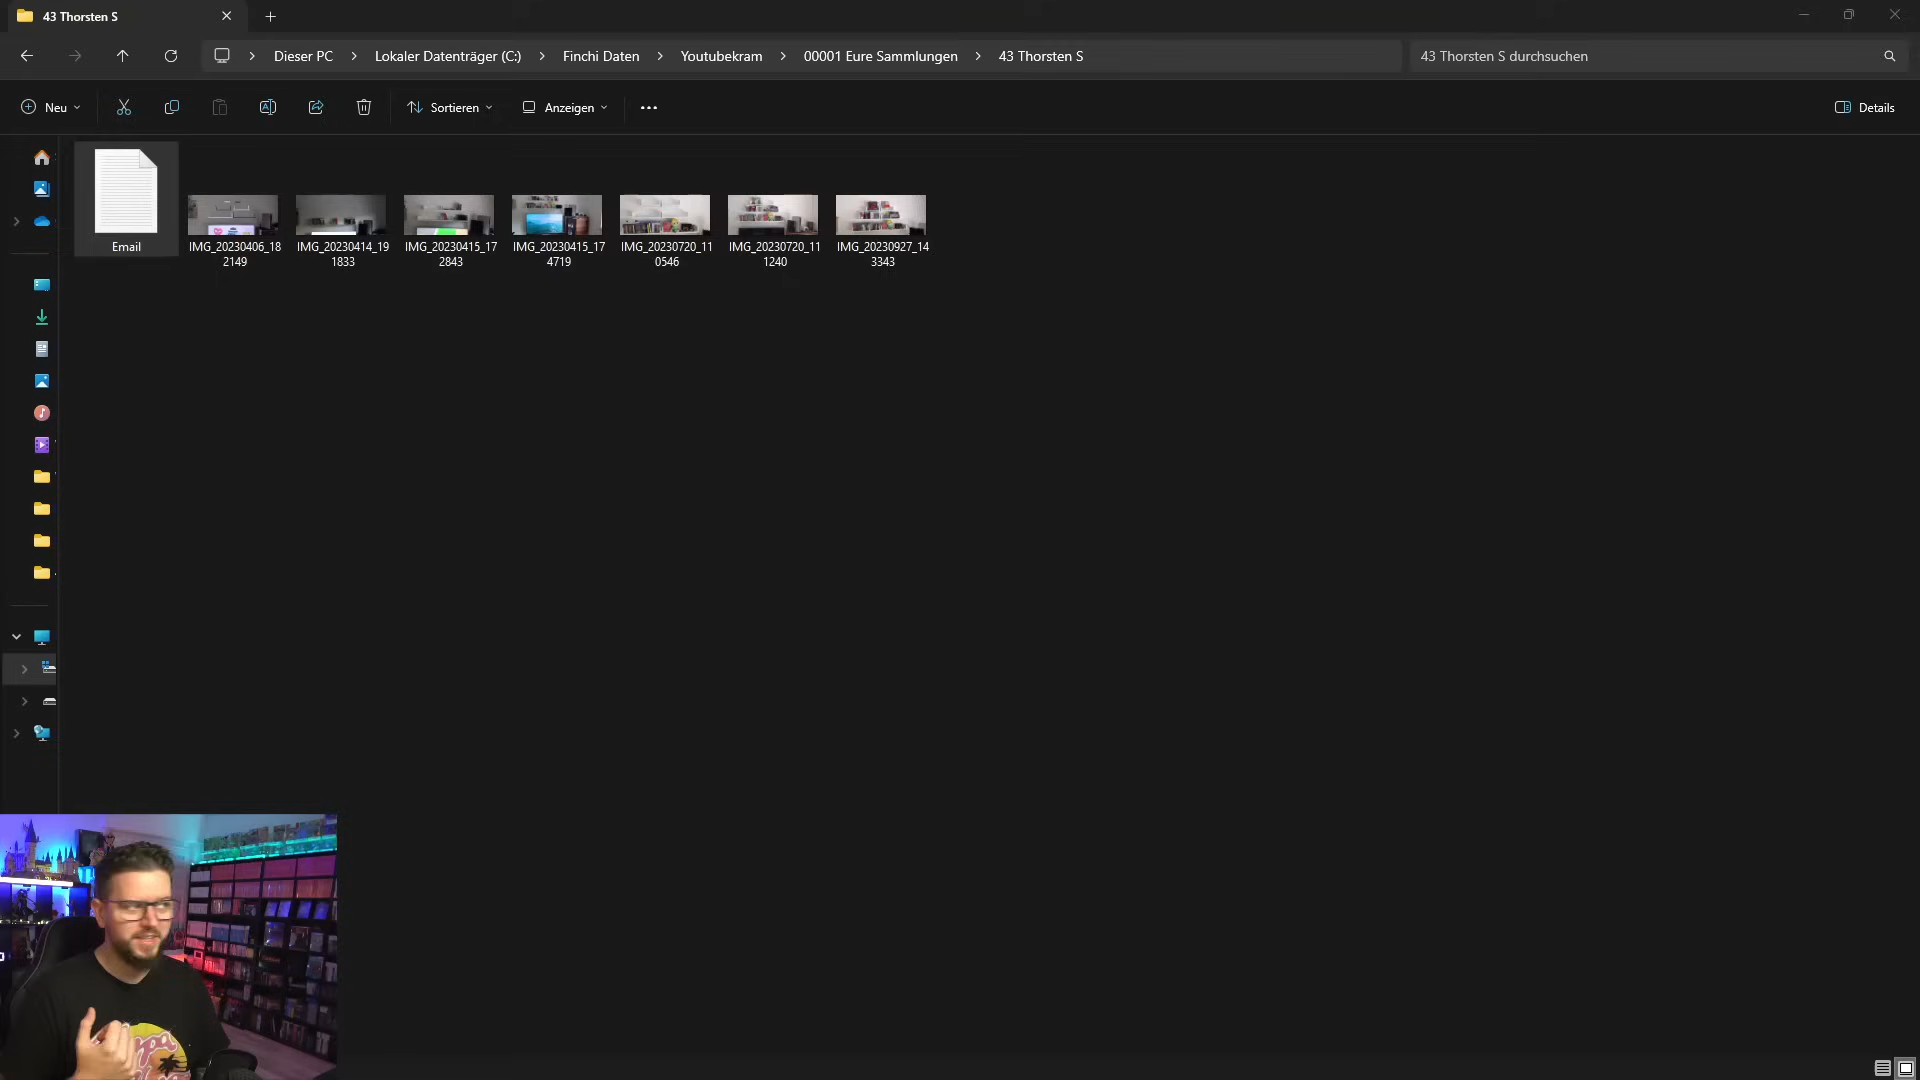 43 Thorsten S
Dieser PC
Lokaler Datenträger (C:)
Finchi Daten
Youtubekram
00001 Eure Sammlungen
43 Thorsten S
43 Thorsten S durchsuchen
Neu
Sortieren
Anzeigen
Details
Email
IMG_20230406_18
2149
IMG_20230414_19
1833
IMG_20230415_17
2843
IMG_20230415_17
4719
IMG_20230720_11
0546
IMG_20230720_11
1240
IMG_20230927_14
3343